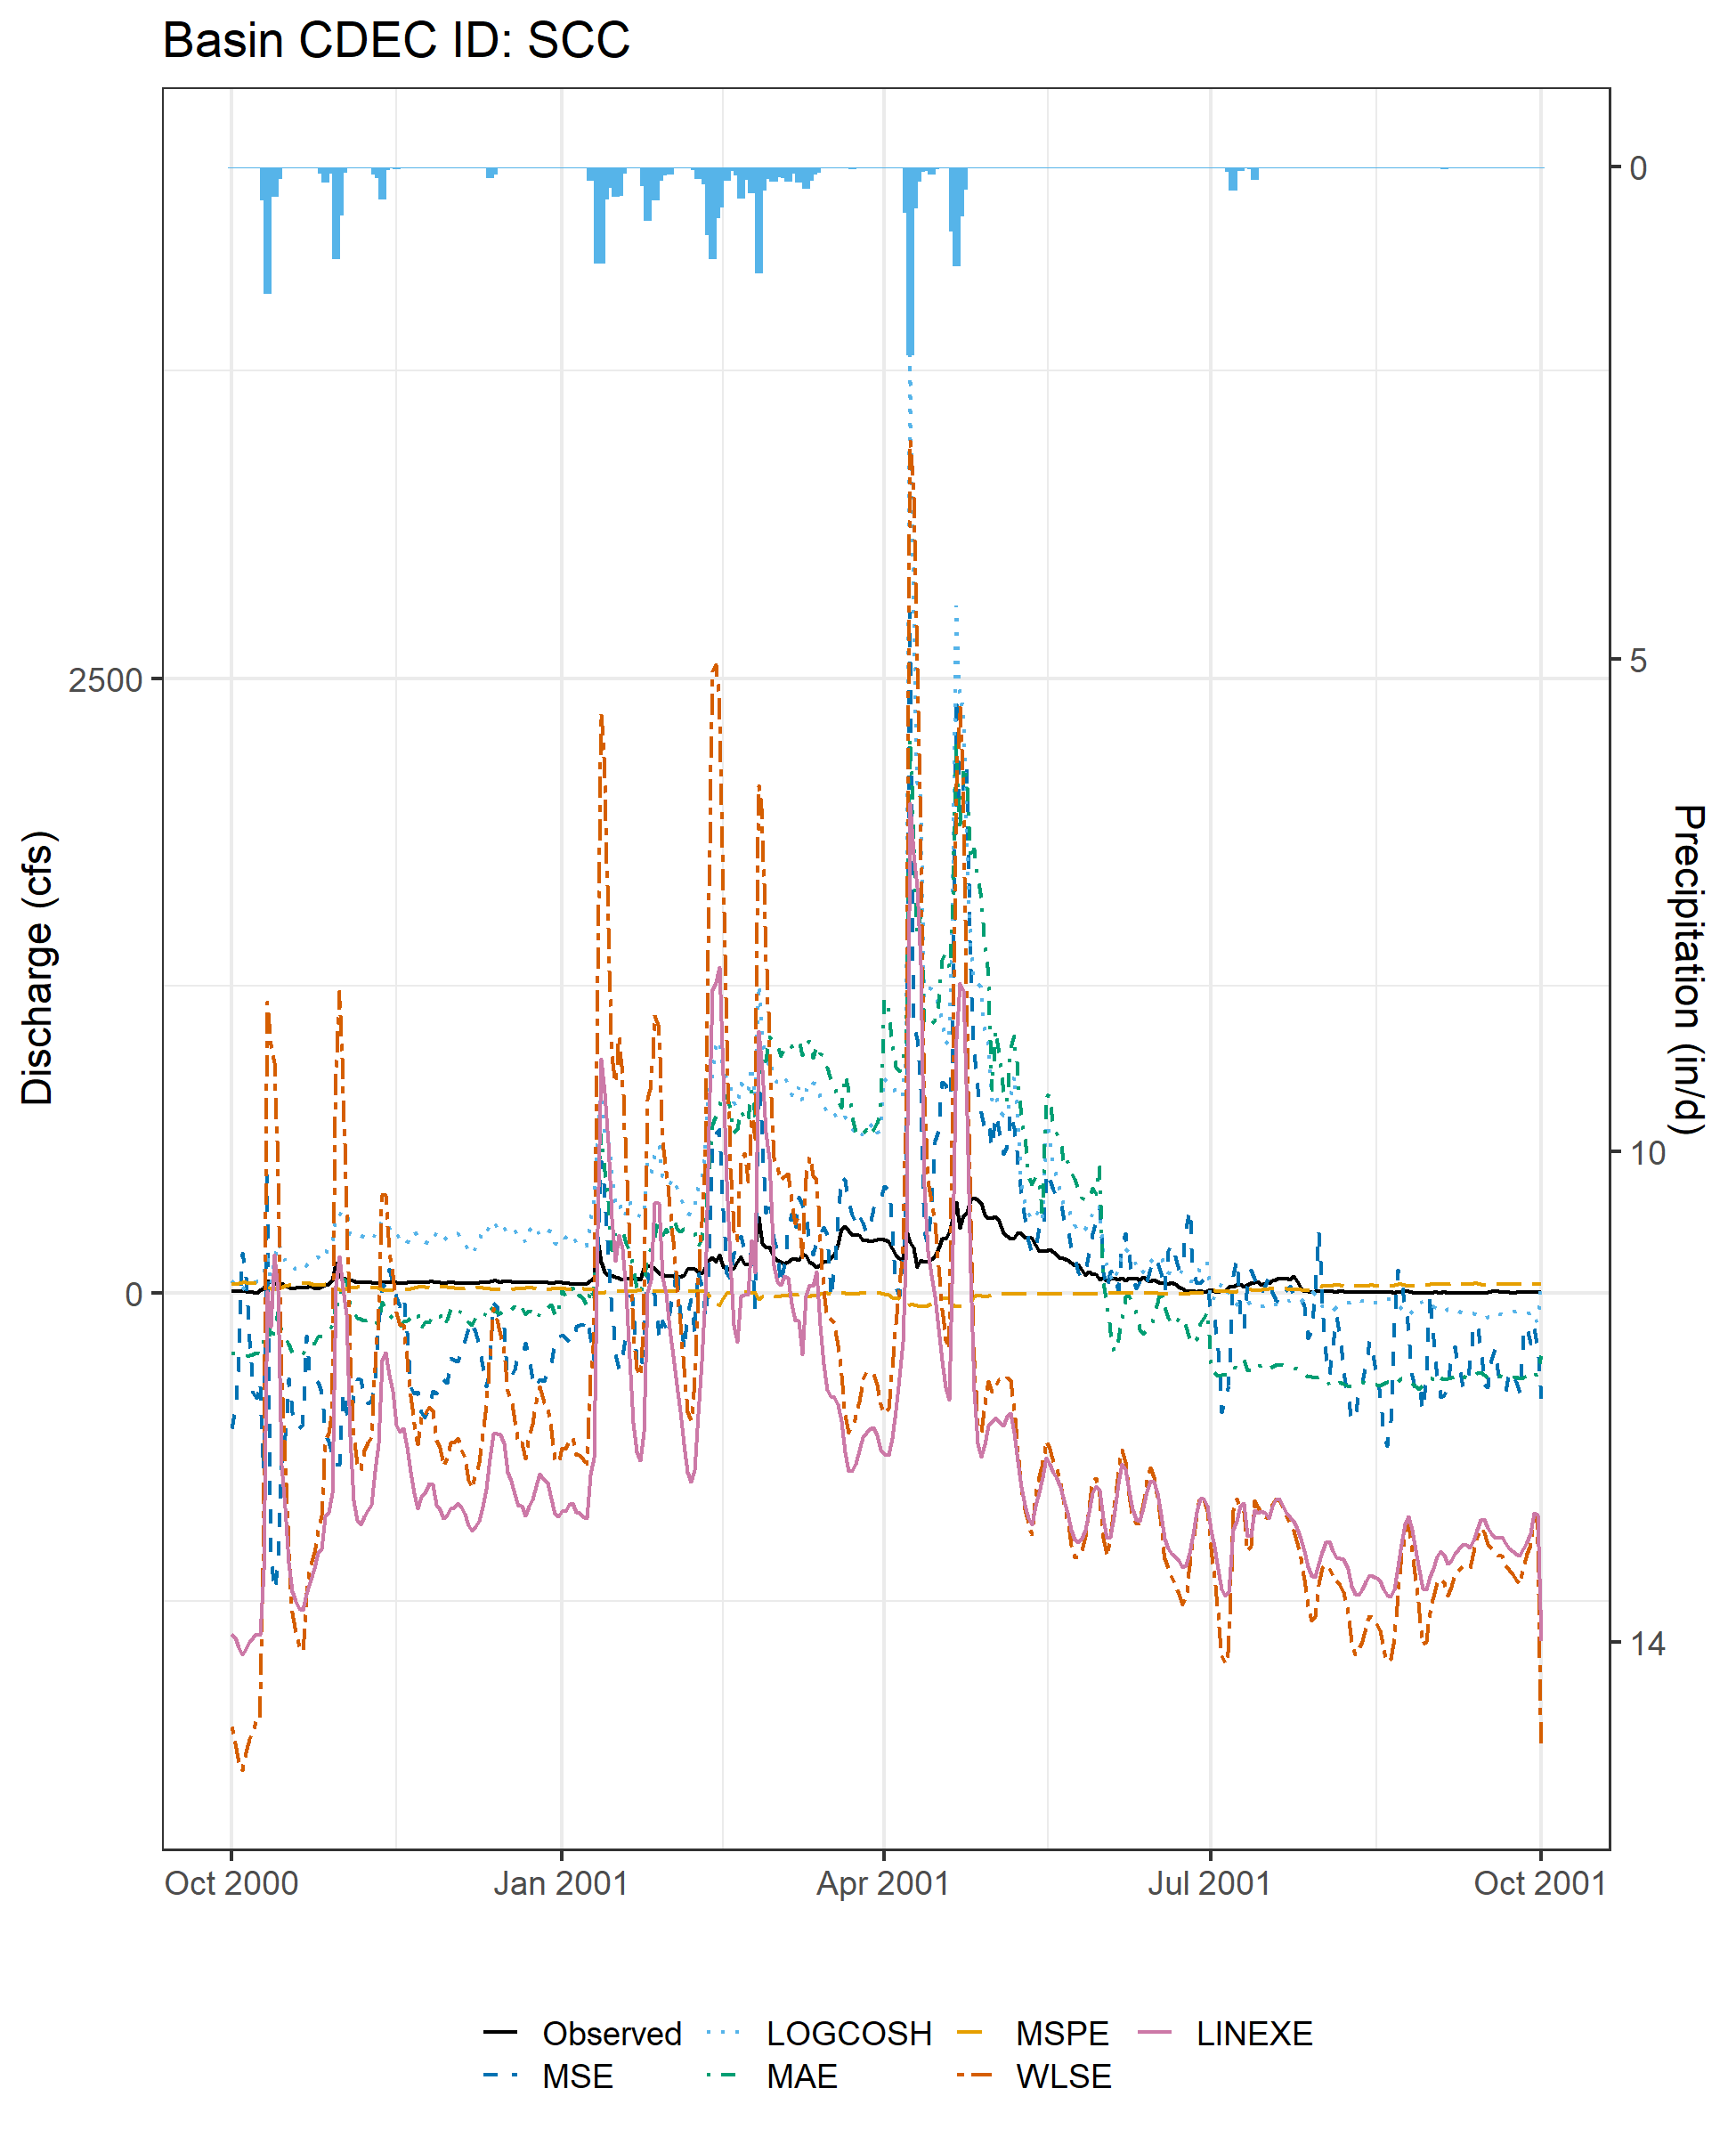 Basin CDEC ID: SCC
0
5
10
14
2500
0
Discharge (cfs)
Precipitation (in/d)
Oct 2000
Jan 2001
Apr 2001
Jul 2001
Oct 2001
Observed
LOGCOSH
MSPE
LINEXE
MSE
MAE
WLSE